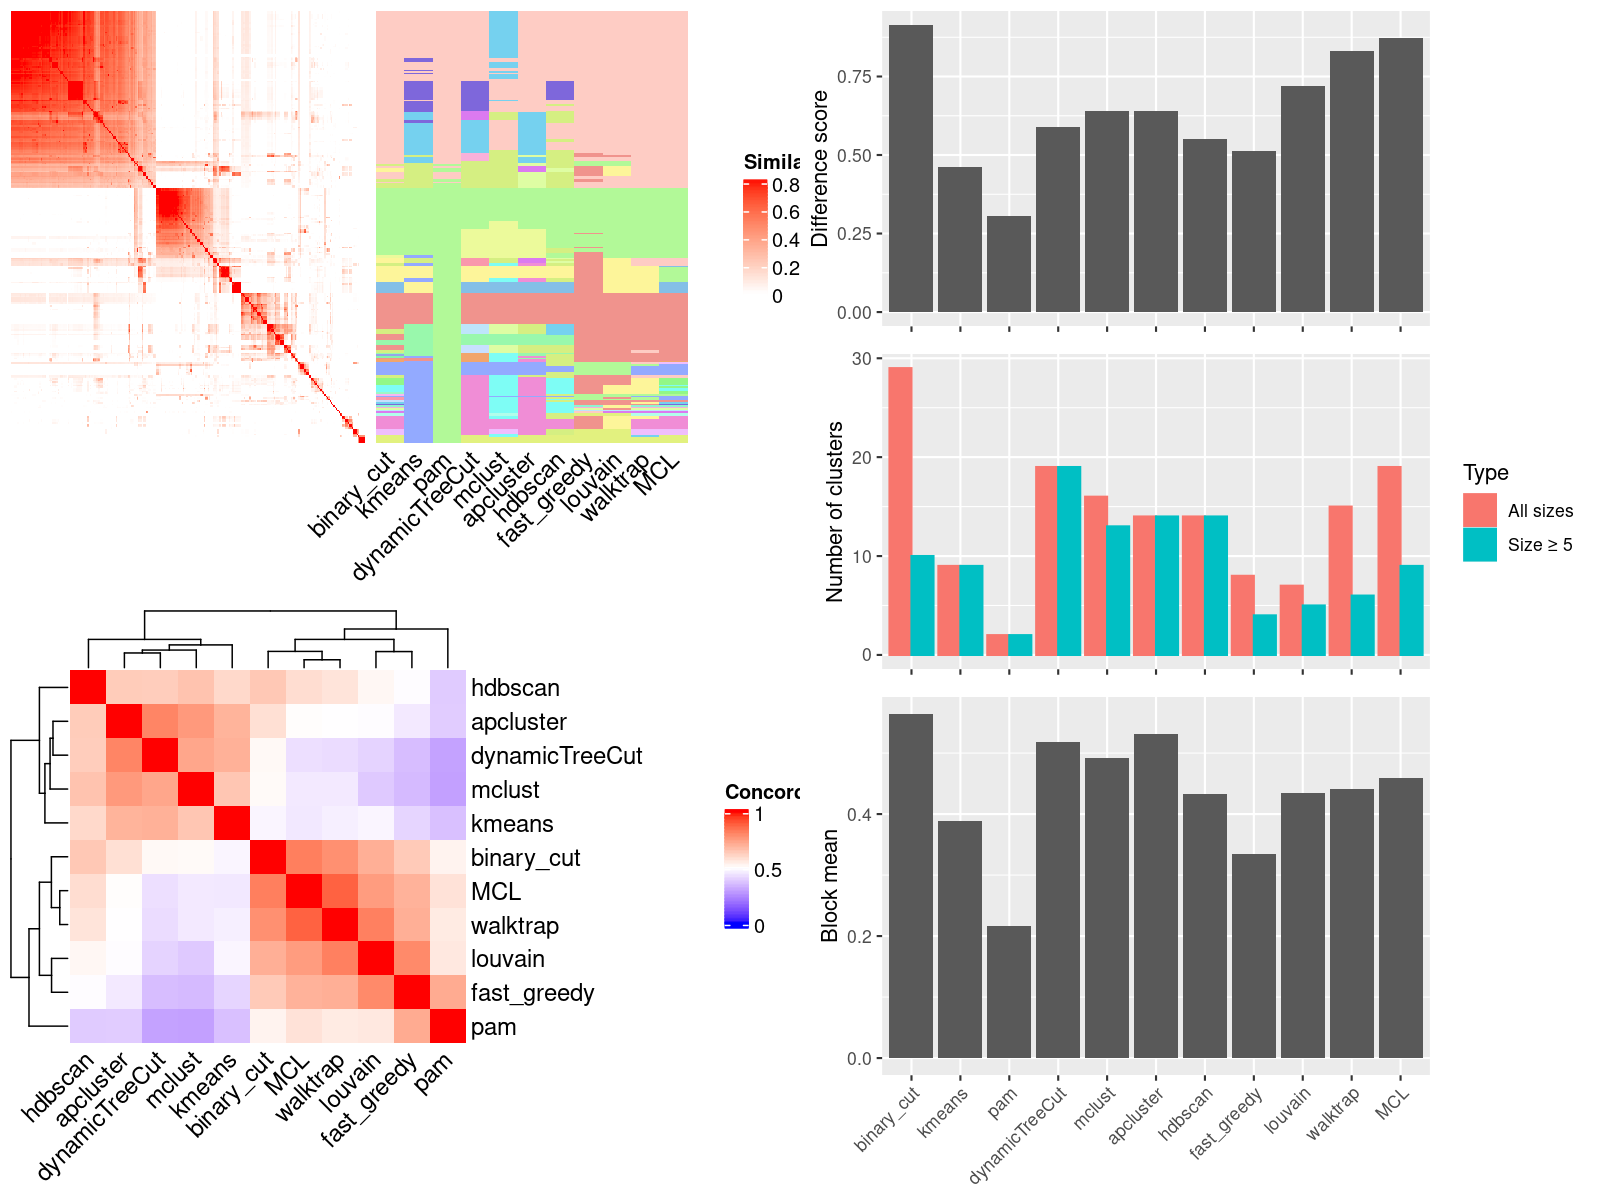 Simila
0.8
0.6
0.4
0.2
0
binary_cut
kmeans
pam
dynamicTreeCut
mclust
apcluster
hdbscan
fast_greedy
louvain
walktrap
MCL
hdbscan
apcluster
dynamicTreeCut
mclust
kmeans
binary_cut
MCL
walktrap
louvain
fast_greedy
pam
hdbscan
apcluster
dynamicTreeCut
mclust
kmeans
binary_cut
MCL
walktrap
louvain
fast_greedy
pam
Concord
1
0.5
0
Difference score
0.75
0.50
0.25
0.00
Number of clusters
30
20
10
0
Type
All sizes
Size ≥ 5
Block mean
0.4
0.2
0.0
binary_cut
kmeans
pam
dynamicTreeCut
mclust
apcluster
hdbscan
fast_greedy
louvain
walktrap
MCL